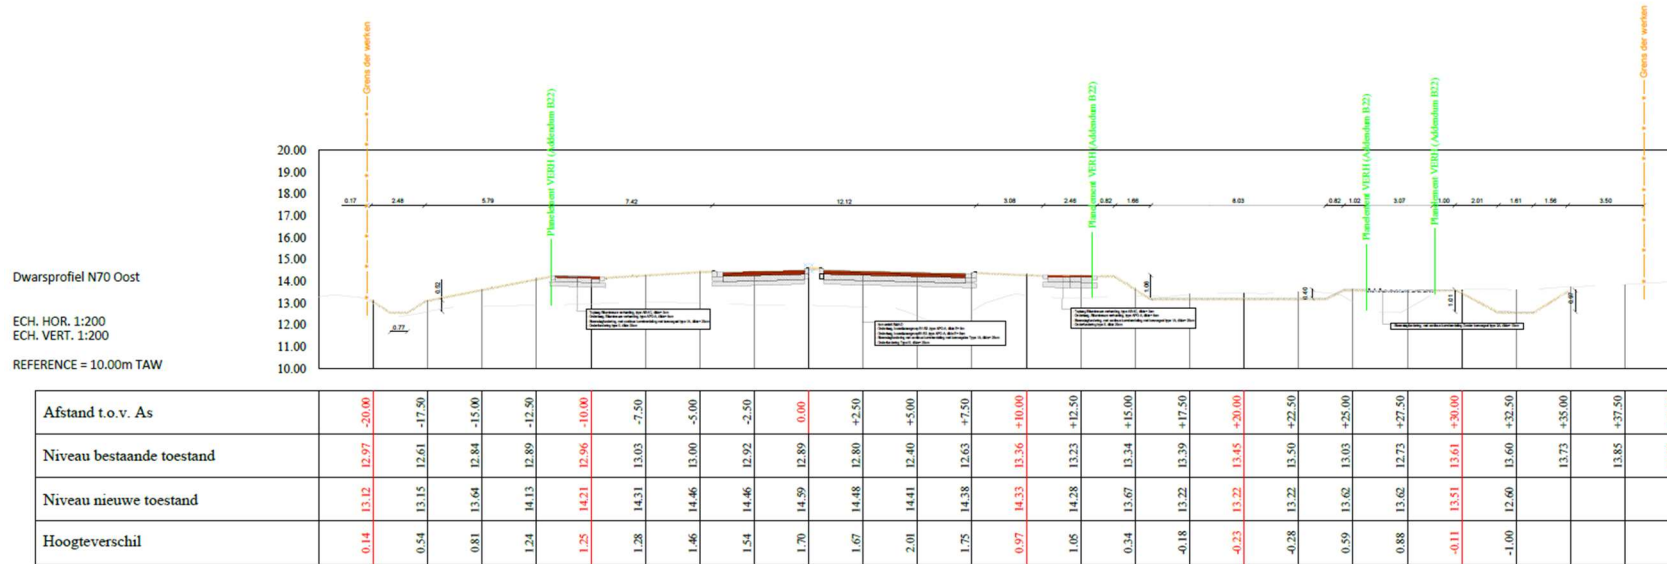 Grens der werken
Grens der werken
Planelement VERH (Addendum B22)
Planelement VERH (Addendum B22)
Planelement VERH (Addendum B22)
Planelement VERH (Addendum B22)
20.00
19.00
18.00
17.00
16.00
15.00
14.00
13.00
12.00
11.00
10.00
0.17 2.48 5.79 7.42 12.12 3.08 2.48 0.82 1.66 8.03 0.82 1.02 3.07 1.00 2.01 1.61 1.56 3.50
0.52
0.77
1.06
0.40
1.01
0.97
Dwarsprofiel N70 Oost
ECH. HOR. 1:200
ECH. VERT. 1:200
REFERENCE = 10.00m TAW
Afstand t.o.v. As -20.00 -17.50 -15.00 -12.50 -10.00 -7.50 -5.00 -2.50 0.00 +2.50 +5.00 +7.50 +10.00 +12.50 +15.00 +17.50 +20.00 +22.50 +25.00 +27.50 +30.00 +32.50 +35.00 +37.50
Niveau bestaande toestand 12.97 12.61 12.84 12.89 12.96 13.03 13.00 12.92 12.89 12.80 12.40 12.63 13.36 13.23 13.34 13.39 13.45 13.50 13.03 12.73 13.61 13.60 13.73 13.85
Niveau nieuwe toestand 13.12 13.15 13.64 14.13 14.21 14.31 14.46 14.46 14.59 14.48 14.41 14.38 14.33 14.28 13.67 13.22 13.22 13.22 13.62 13.62 13.51 12.60
Hoogteverschil 0.14 0.54 0.81 1.24 1.25 1.28 1.46 1.54 1.70 1.67 2.01 1.75 0.97 1.05 0.34 -0.18 -0.23 -0.28 0.59 0.88 -0.11 -1.00